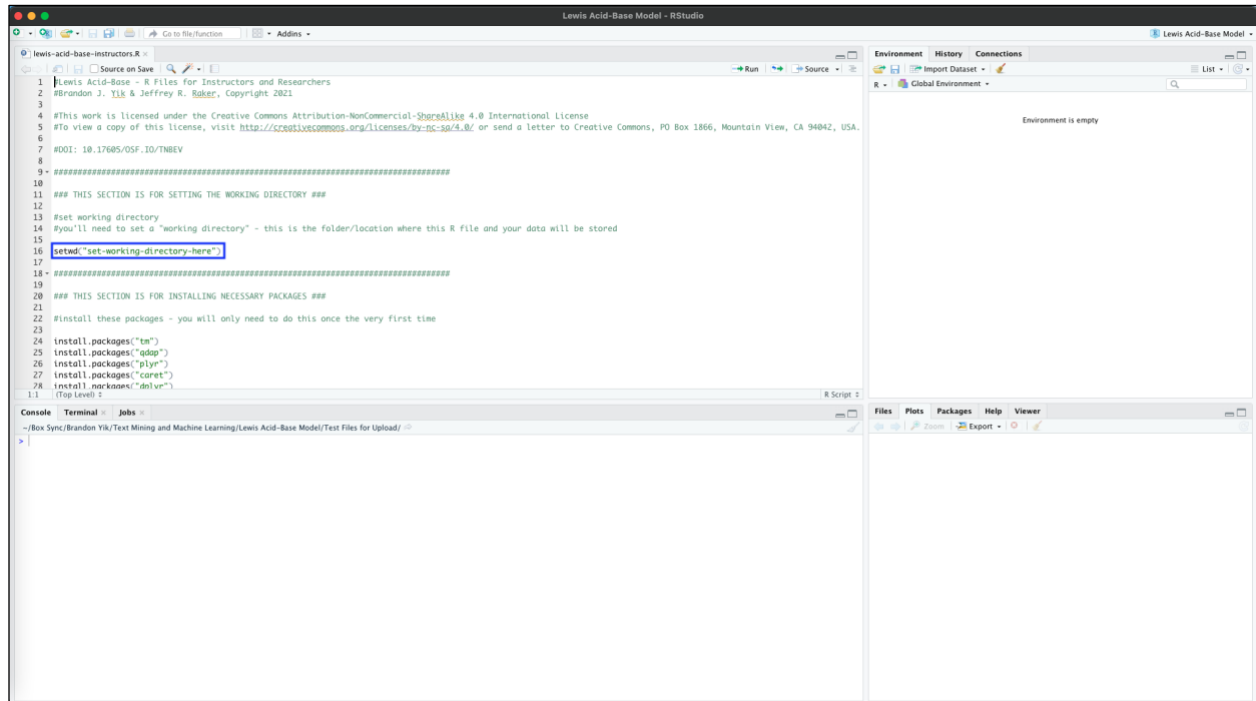 Lewis Acid-Base Model - RStudio
Go to file/function Addins
Lewis Acid-Base Model
lewis-acid-base-instructors.R
Source on Save Run Source
1 #Lewis Acid-Base - R Files for Instructors and Researchers
2 #Brandon J. Yik & Jeffrey R. Raker, Copyright 2021
3
4 #This work is licensed under the Creative Commons Attribution-NonCommercial-ShareAlike 4.0 International License
5 #To view a copy of this license, visit http://creativecommons.org/licenses/by-nc-sa/4.0/ or send a letter to Creative Commons, PO Box 1866, Mountain View, CA 94042, USA.
6
7 #DOI: 10.17605/OSF.IO/TNBEV
8
9 ################################################################################
10
11 ### THIS SECTION IS FOR SETTING THE WORKING DIRECTORY ###
12
13 #set working directory
14 #you'll need to set a "working directory" - this is the folder/location where this R file and your data will be stored
15
16 setwd("set-working-directory-here")
17
18 ################################################################################
19
20 ### THIS SECTION IS FOR INSTALLING NECESSARY PACKAGES ###
21
22 #install these packages - you will only need to do this once the very first time
23
24 install.packages("tm")
25 install.packages("qdap")
26 install.packages("plyr")
27 install.packages("caret")
28 install.packages("dplyr")
1:1 (Top Level) R Script
Console Terminal Jobs
~/Box Sync/Brandon Yik/Text Mining and Machine Learning/Lewis Acid-Base Model/Test Files for Upload/
>
Environment History Connections
Import Dataset List
R Global Environment
Environment is empty
Files Plots Packages Help Viewer
Zoom Export